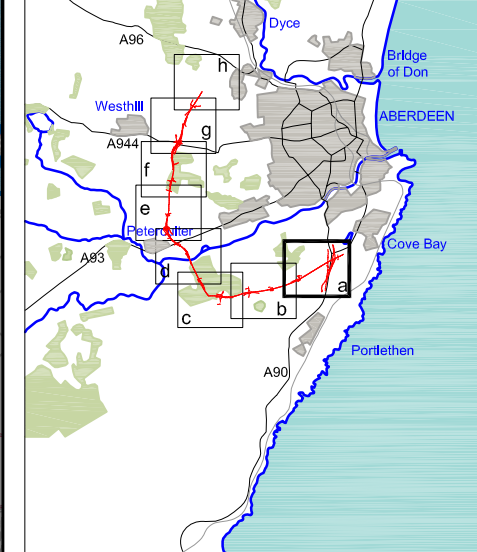 Dyce
A96
Bridge
of Don
h
Westhill
ABERDEEN
g
A944
f
e
Peterculter
Cove Bay
A93
d
a
b
c
Portlethen
A90